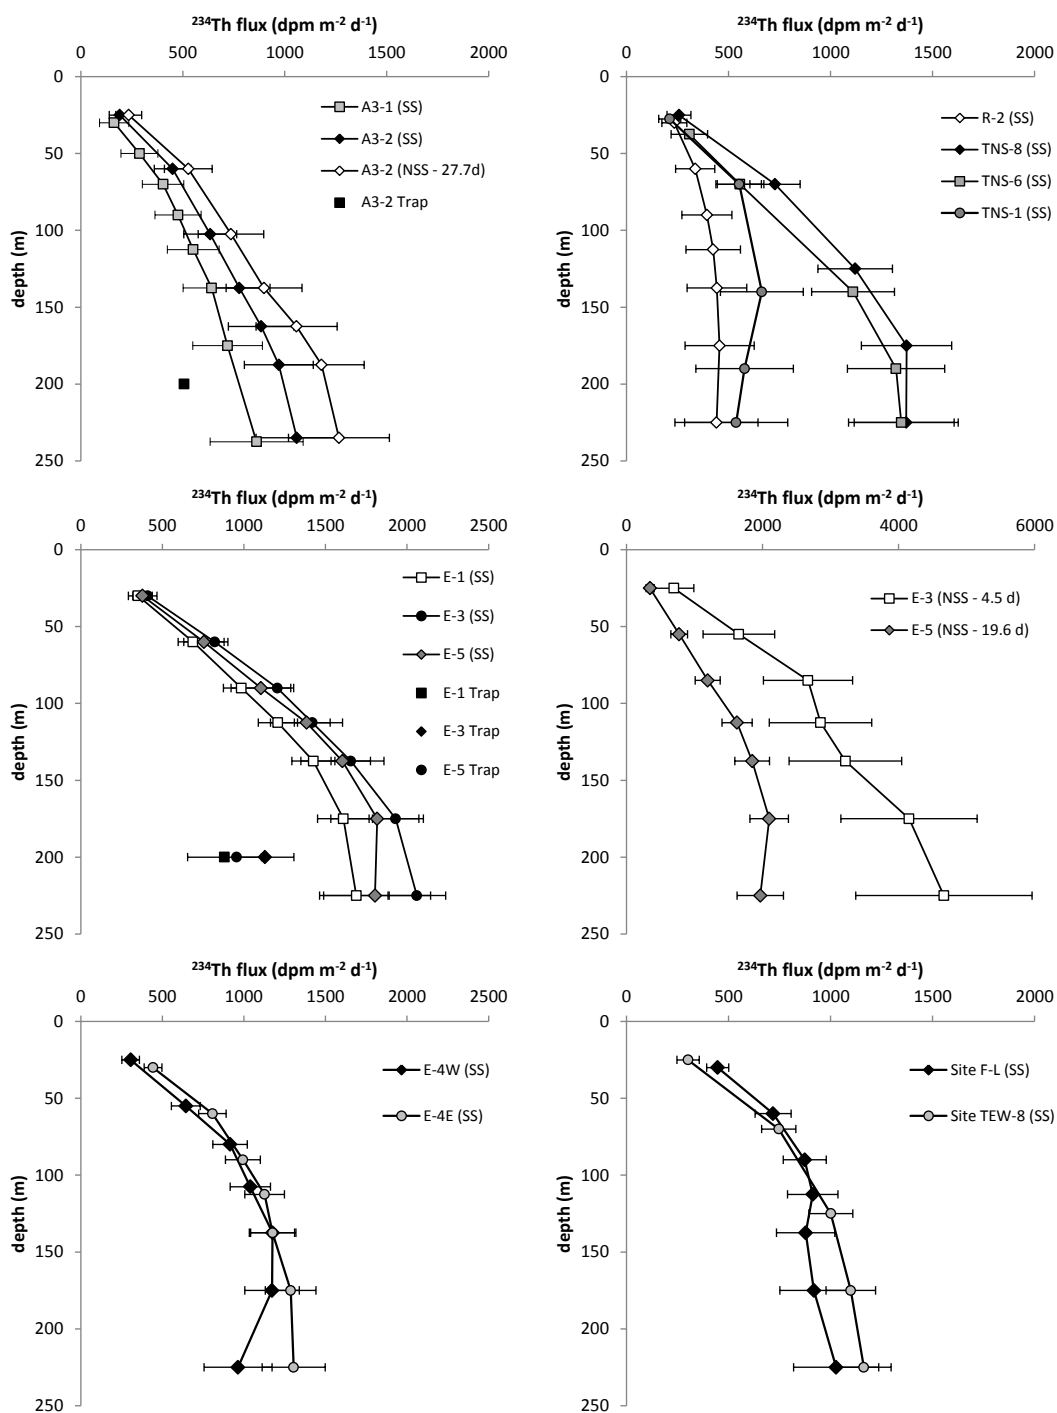 ²³⁴Th flux (dpm m⁻² d⁻¹)
0 500 1000 1500 2000
0
50
100
150
200
250
depth (m)
A3-1 (SS)
A3-2 (SS)
A3-2 (NSS - 27.7d)
A3-2 Trap
²³⁴Th flux (dpm m⁻² d⁻¹)
0 500 1000 1500 2000
0
50
100
150
200
250
depth (m)
R-2 (SS)
TNS-8 (SS)
TNS-6 (SS)
TNS-1 (SS)
²³⁴Th flux (dpm m⁻² d⁻¹)
0 500 1000 1500 2000 2500
0
50
100
150
200
250
depth (m)
E-1 (SS)
E-3 (SS)
E-5 (SS)
E-1 Trap
E-3 Trap
E-5 Trap
²³⁴Th flux (dpm m⁻² d⁻¹)
0 2000 4000 6000
0
50
100
150
200
250
depth (m)
E-3 (NSS - 4.5 d)
E-5 (NSS - 19.6 d)
²³⁴Th flux (dpm m⁻² d⁻¹)
0 500 1000 1500 2000 2500
0
50
100
150
200
250
depth (m)
E-4W (SS)
E-4E (SS)
²³⁴Th flux (dpm m⁻² d⁻¹)
0 500 1000 1500 2000
0
50
100
150
200
250
depth (m)
Site F-L (SS)
Site TEW-8 (SS)